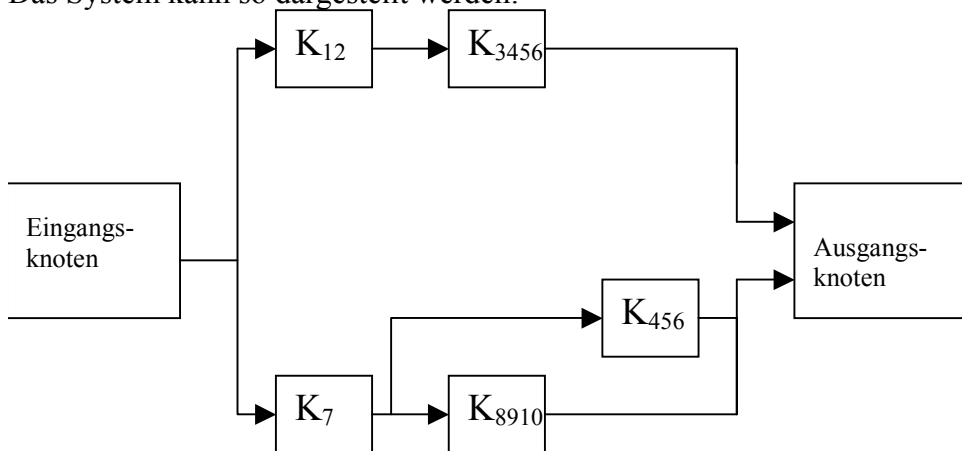 Das System kann so dargestellt werden:
K12
K3456
Eingangs-
knoten
Ausgangs-
knoten
K456
K7
K8910